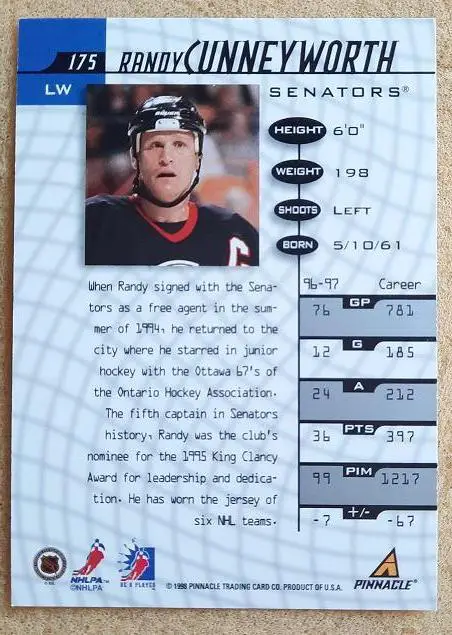 175 RANDY CUNNEYWORTH
LW
SENATORS®
HEIGHT 6'0"
WEIGHT 198
SHOOTS LEFT
BORN 5/10/61
When Randy signed with the Sena-
tors as a free agent in the sum-
mer of 1994, he returned to the
city where he starred in junior
hockey with the Ottawa 67's of
the Ontario Hockey Association.
The fifth captain in Senators
history, Randy was the club's
nominee for the 1995 King Clancy
Award for leadership and dedica-
tion. He has worn the jersey of
six NHL teams.
96-97 Career
76 GP 781
12 G 185
24 A 212
36 PTS 397
99 PIM 1217
-7 +/- -67
NHLPA™
©NHLPA
BE A PLAYER
© 1998 PINNACLE TRADING CARD CO. PRODUCT OF U.S.A.
PINNACLE